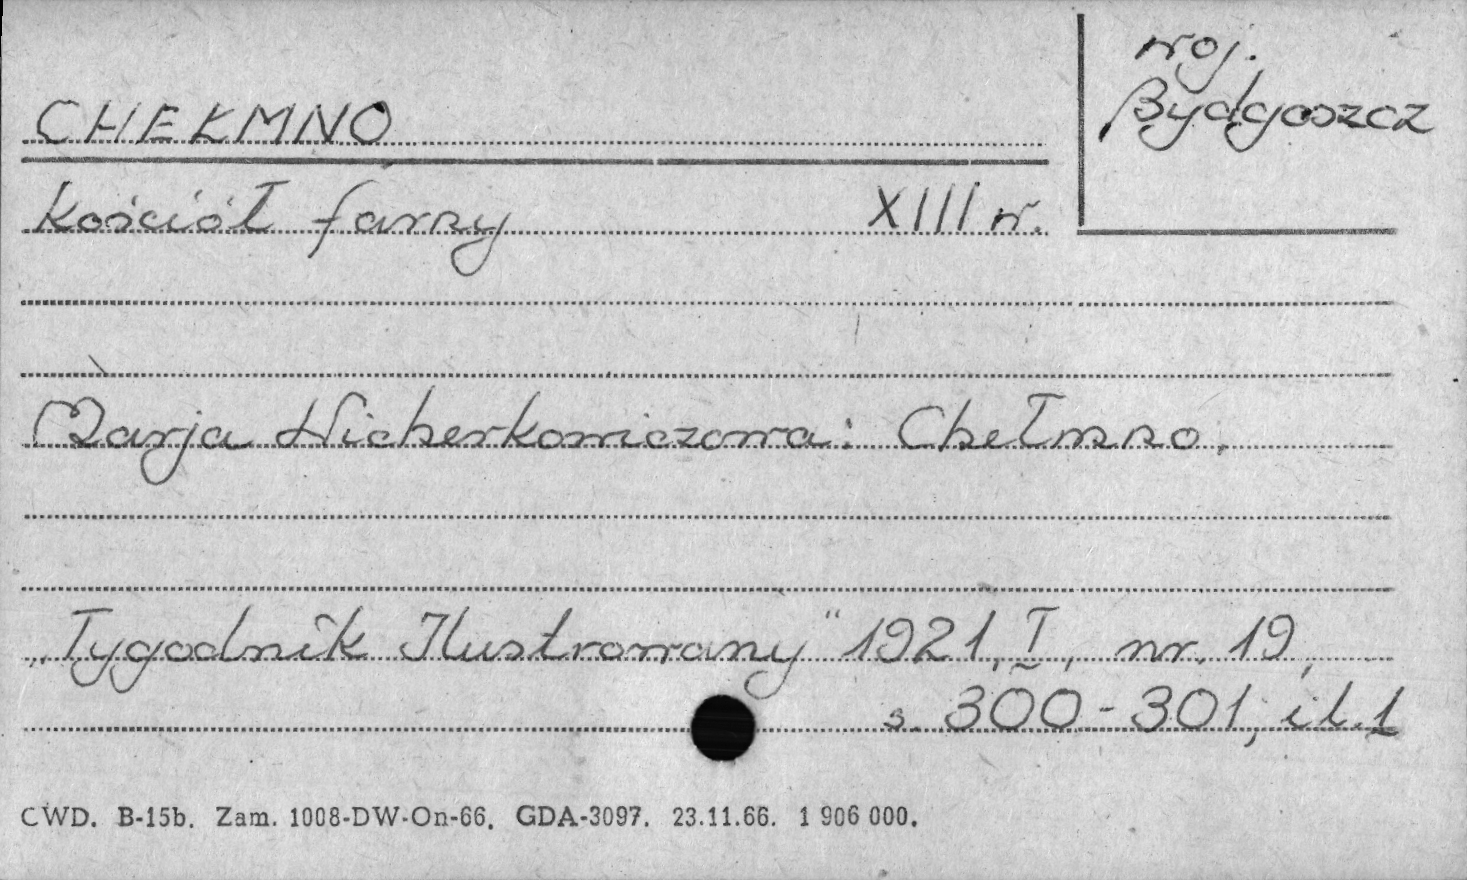 woj.
Bydgoszcz
CHEŁMNO
Kościół farny XIII w.
Marja Wicherkowiczowa: Chełmno.
„Tygodnik Ilustrowany" 1921, I, nr. 19,
s. 300-301, il. 1
CWD. B-15b. Zam. 1008-DW-On-66. GDA-3097. 23.11.66. 1 906 000.